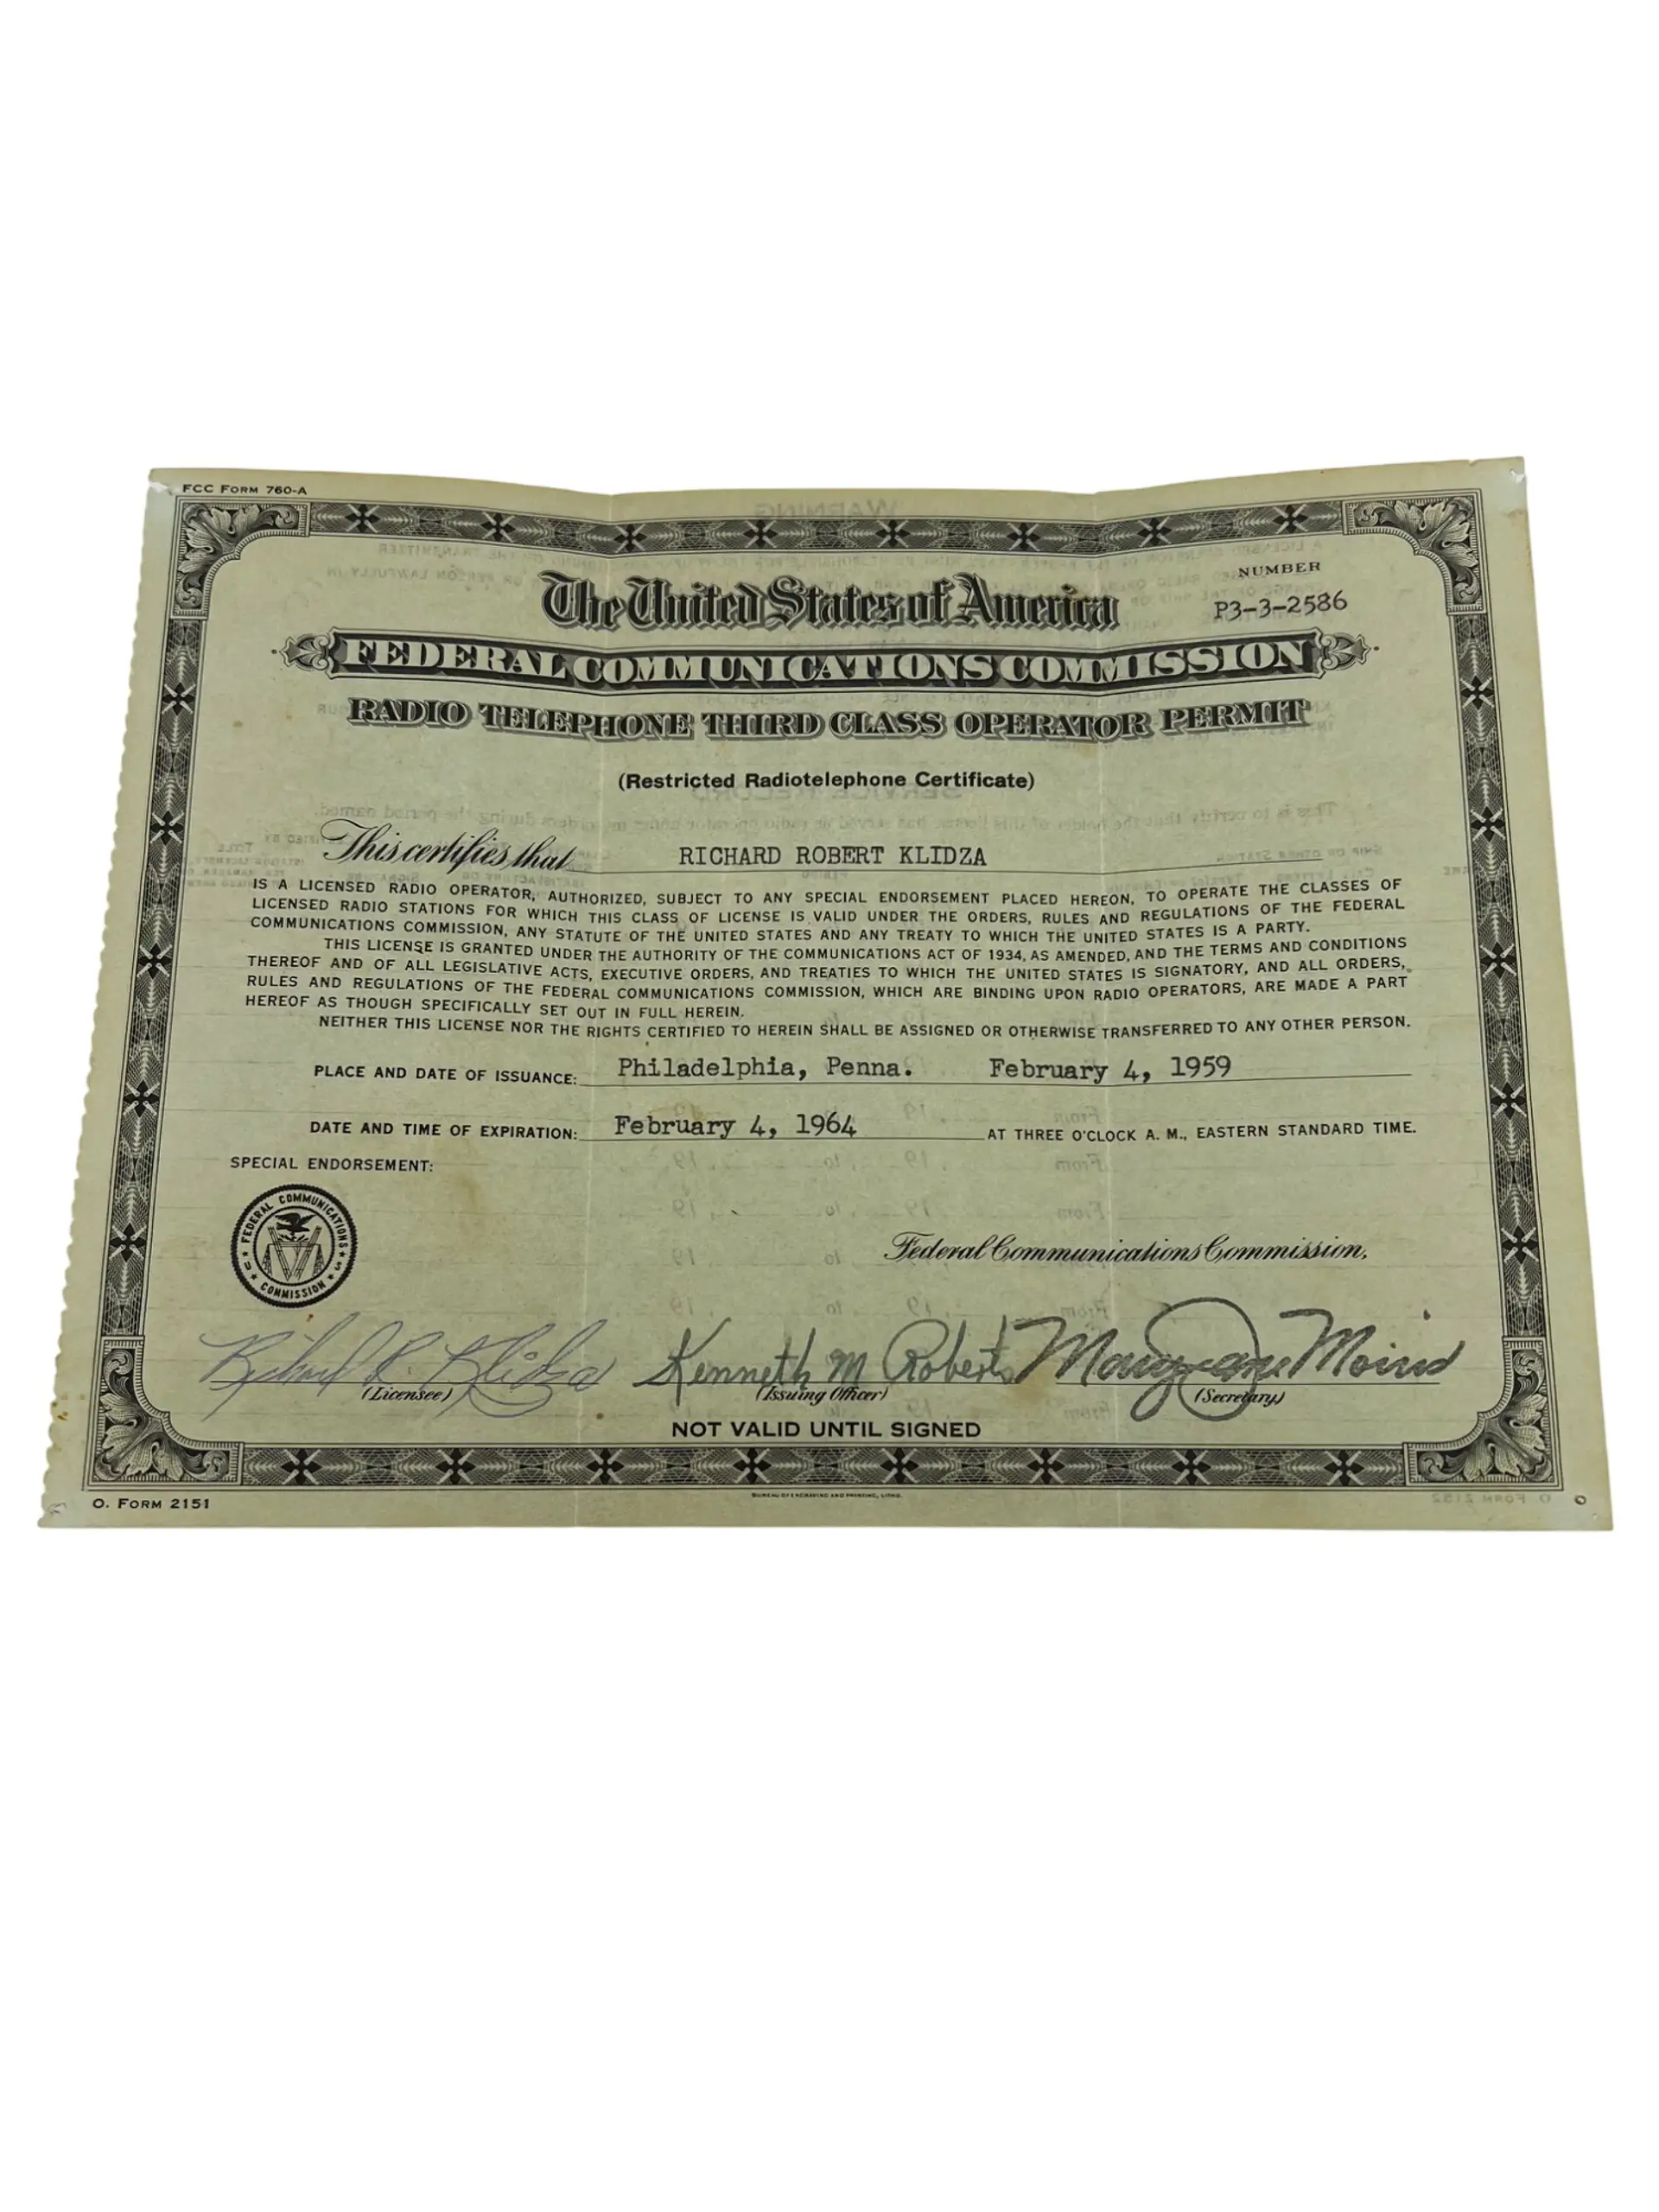 FCC FORM 760-A
The United States of America
NUMBER
P3-3-2586
FEDERAL COMMUNICATIONS COMMISSION
RADIO TELEPHONE THIRD CLASS OPERATOR PERMIT
(Restricted Radiotelephone Certificate)
This certifies that RICHARD ROBERT KLIDZA
IS A LICENSED RADIO OPERATOR, AUTHORIZED, SUBJECT TO ANY SPECIAL ENDORSEMENT PLACED HEREON, TO OPERATE THE CLASSES OF
LICENSED RADIO STATIONS FOR WHICH THIS CLASS OF LICENSE IS VALID UNDER THE ORDERS, RULES AND REGULATIONS OF THE FEDERAL
COMMUNICATIONS COMMISSION, ANY STATUTE OF THE UNITED STATES AND ANY TREATY TO WHICH THE UNITED STATES IS A PARTY.
THIS LICENSE IS GRANTED UNDER THE AUTHORITY OF THE COMMUNICATIONS ACT OF 1934, AS AMENDED, AND THE TERMS AND CONDITIONS
THEREOF AND OF ALL LEGISLATIVE ACTS, EXECUTIVE ORDERS, AND TREATIES TO WHICH THE UNITED STATES IS SIGNATORY, AND ALL ORDERS,
RULES AND REGULATIONS OF THE FEDERAL COMMUNICATIONS COMMISSION, WHICH ARE BINDING UPON RADIO OPERATORS, ARE MADE A PART
HEREOF AS THOUGH SPECIFICALLY SET OUT IN FULL HEREIN.
NEITHER THIS LICENSE NOR THE RIGHTS CERTIFIED TO HEREIN SHALL BE ASSIGNED OR OTHERWISE TRANSFERRED TO ANY OTHER PERSON.
PLACE AND DATE OF ISSUANCE: Philadelphia, Penna. February 4, 1959
DATE AND TIME OF EXPIRATION: February 4, 1964 AT THREE O'CLOCK A. M., EASTERN STANDARD TIME.
SPECIAL ENDORSEMENT:
FEDERAL COMMUNICATIONS
COMMISSION
U S
Federal Communications Commission,
Richard R. Klidza Kenneth M Roberts Mary Jane Morris
(Licensee) (Issuing Officer) (Secretary)
NOT VALID UNTIL SIGNED
O. FORM 2151
BUREAU OF ENGRAVING AND PRINTING, LITHO.